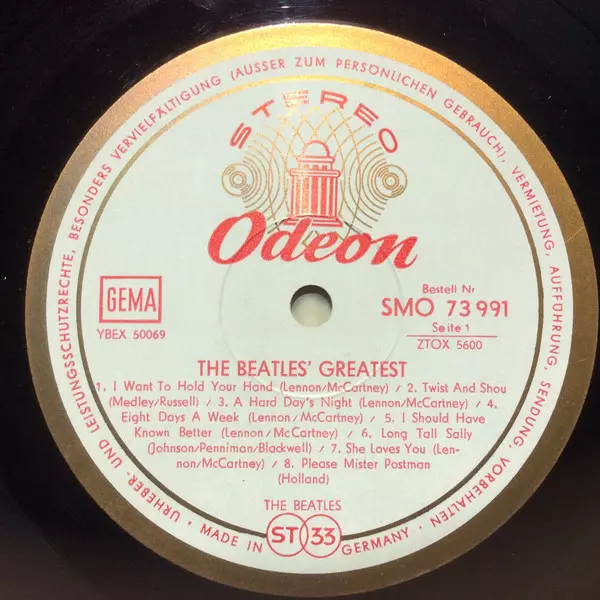 URHEBER- UND LEISTUNGSSCHUTZRECHTE, BESONDERS VERVIELFÄLTIGUNG (AUSSER ZUM PERSÖNLICHEN GEBRAUCH), VERMIETUNG, AUFFÜHRUNG, SENDUNG, VORBEHALTEN ·
STEREO
Odeon
GEMA
YBEX 50069
Bestell Nr
SMO 73 991
Seite 1
ZTOX 5600
THE BEATLES' GREATEST
1. I Want To Hold Your Hand (Lennon/McCartney) / 2. Twist And Shou
(Medley/Russell) / 3. A Hard Day's Night (Lennon/McCartney) / 4.
Eight Days A Week (Lennon/McCartney) / 5. I Should Have
Known Better (Lennon/McCartney) / 6. Long Tall Sally
(Johnson/Penniman/Blackwell) / 7. She Loves You (Len-
non/McCartney) / 8. Please Mister Postman
(Holland)
THE BEATLES
· MADE IN ST 33 GERMANY ·